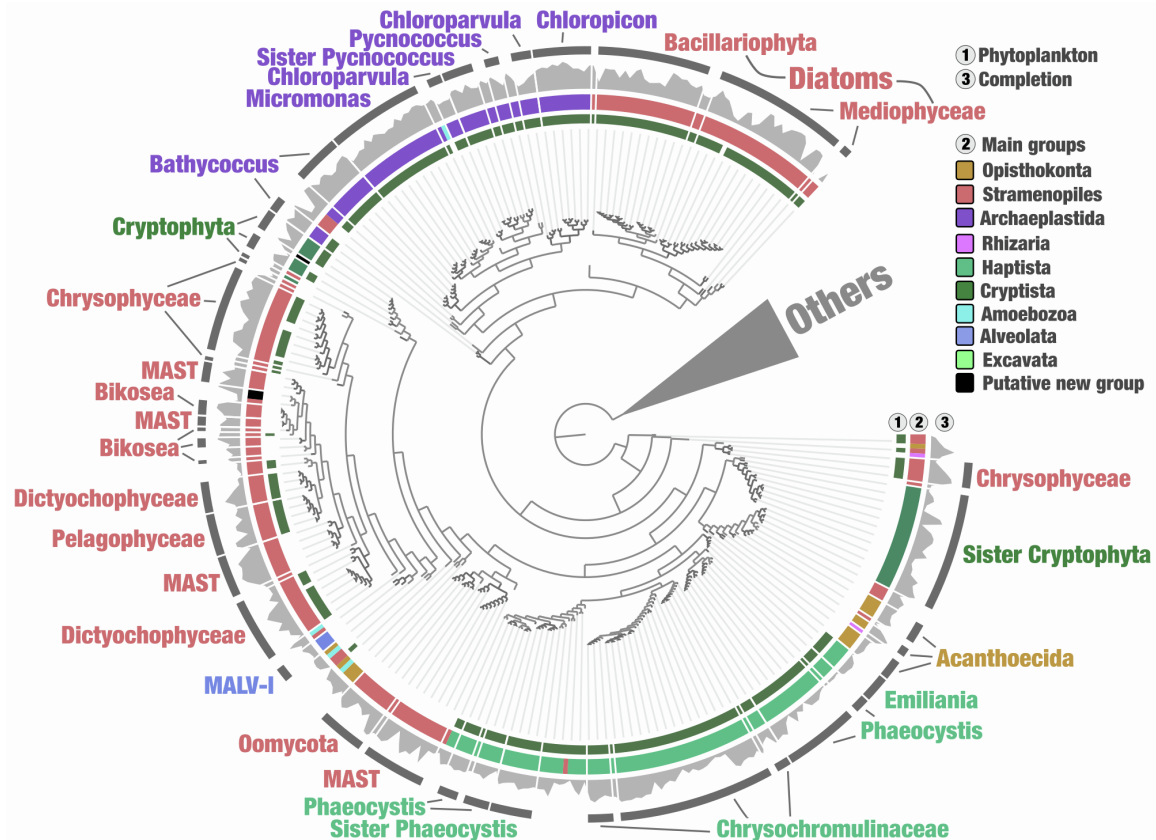 Chloroparvula
Chloropicon
Pycnococcus
Sister Pycnococcus
Chloroparvula
Micromonas
Bathycoccus
Cryptophyta
Chrysophyceae
MAST
Bikosea
MAST
Bikosea
Dictyochophyceae
Pelagophyceae
MAST
Dictyochophyceae
MALV-I
Oomycota
MAST
Phaeocystis
Sister Phaeocystis
Chrysochromulinaceae
Phaeocystis
Emiliania
Acanthoecida
Sister Cryptophyta
Chrysophyceae
Bacillariophyta
Diatoms
Mediophyceae
Others
1 2 3
1 Phytoplankton
3 Completion
2 Main groups
Opisthokonta
Stramenopiles
Archaeplastida
Rhizaria
Haptista
Cryptista
Amoebozoa
Alveolata
Excavata
Putative new group